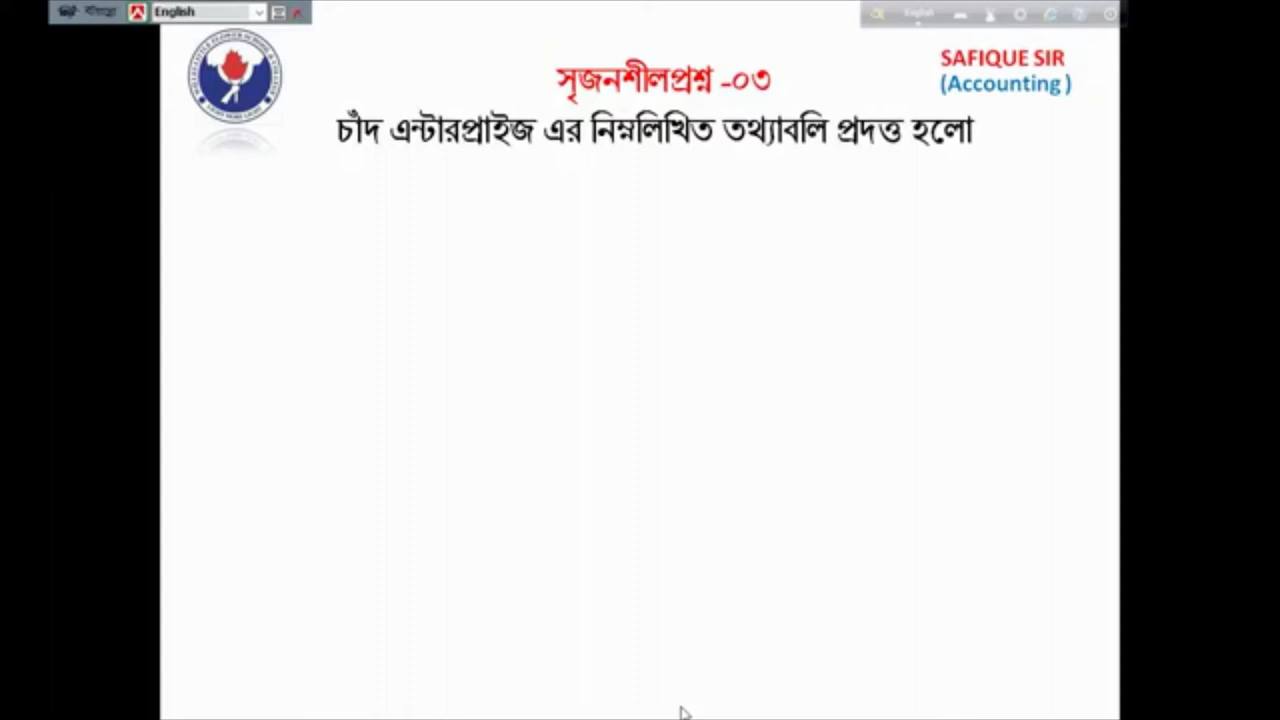 English
SAFIQUE SIR
(Accounting )
সৃজনশীলপ্রশ্ন -০৩
চাঁদ এন্টারপ্রাইজ এর নিম্নলিখিত তথ্যাবলি প্রদত্ত হলো